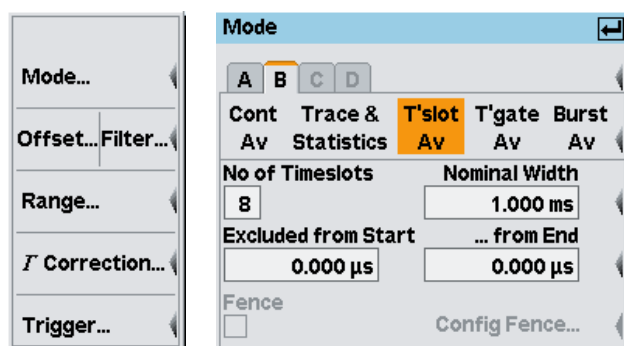 Mode...
Offset... Filter...
Range...
Γ Correction...
Trigger...
Mode
A B C D
Cont Av Trace & Statistics T'slot Av T'gate Av Burst Av
No of Timeslots Nominal Width
8 1.000 ms
Excluded from Start ... from End
0.000 µs 0.000 µs
Fence
Config Fence...